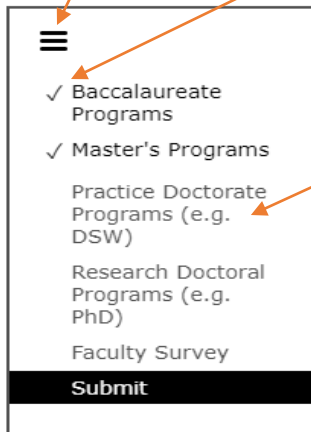 ✓ Baccalaureate
Programs
✓ Master's Programs
Practice Doctorate
Programs (e.g.
DSW)
Research Doctoral
Programs (e.g.
PhD)
Faculty Survey
Submit